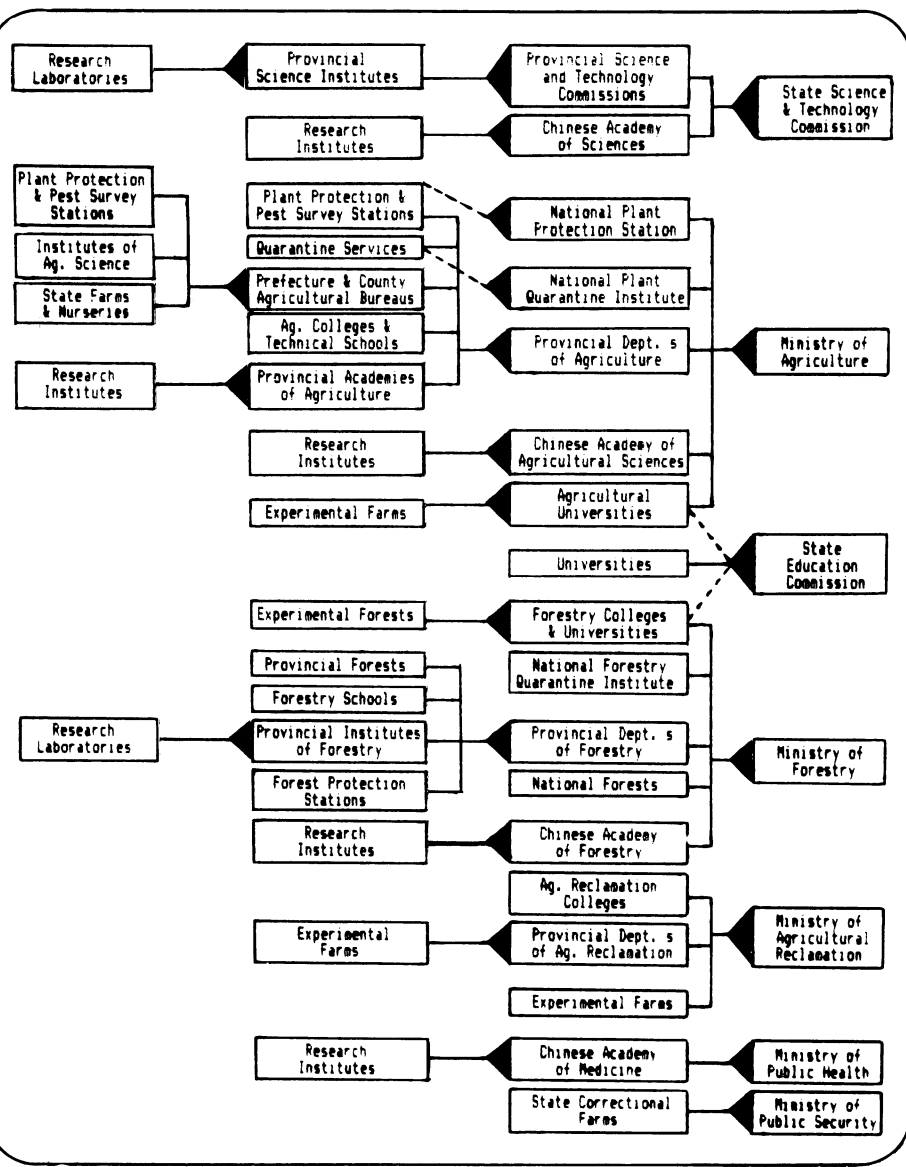 Research
Laboratories
Provincial
Science Institutes
Provincial Science
and Technology
Commissions
State Science
& Technology
Commission
Research
Institutes
Chinese Academy
of Sciences
Plant Protection
& Pest Survey
Stations
Plant Protection &
Pest Survey Stations
National Plant
Protection Station
Institutes of
Ag. Science
Quarantine Services
State Farms
& Nurseries
Prefecture & County
Agricultural Bureaus
National Plant
Quarantine Institute
Ag. Colleges &
Technical Schools
Provincial Dept. s
of Agriculture
Ministry of
Agriculture
Research
Institutes
Provincial Academies
of Agriculture
Research
Institutes
Chinese Academy of
Agricultural Sciences
Experimental Farms
Agricultural
Universities
Universities
State
Education
Commission
Experimental Forests
Forestry Colleges
& Universities
Provincial Forests
National Forestry
Quarantine Institute
Forestry Schools
Research
Laboratories
Provincial Institutes
of Forestry
Provincial Dept. s
of Forestry
Ministry of
Forestry
Forest Protection
Stations
National Forests
Research
Institutes
Chinese Academy
of Forestry
Ag. Reclamation
Colleges
Experimental
Farms
Provincial Dept. s
of Ag. Reclamation
Ministry of
Agricultural
Reclamation
Experimental Farms
Research
Institutes
Chinese Academy
of Medicine
Ministry of
Public Health
State Correctional
Farms
Ministry of
Public Security